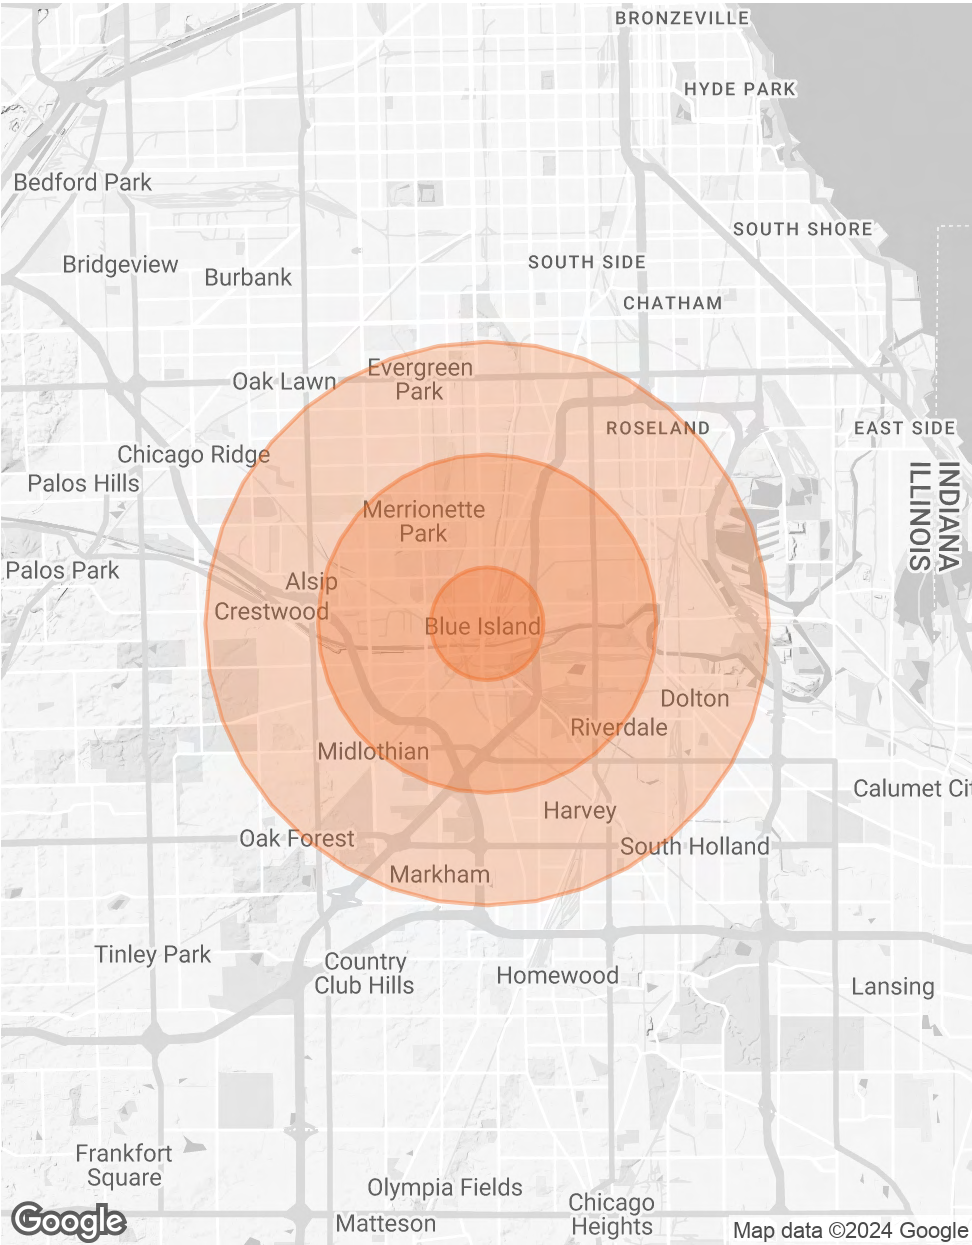 BRONZEVILLE
HYDE PARK
Bedford Park
SOUTH SHORE
Bridgeview
Burbank
SOUTH SIDE
CHATHAM
Evergreen
Park
Oak Lawn
ROSELAND
EAST SIDE
Chicago Ridge
Palos Hills
INDIANA
ILLINOIS
Merrionette
Park
Palos Park
Alsip
Crestwood
Blue Island
Dolton
Riverdale
Midlothian
Calumet Cit
Harvey
Oak Forest
South Holland
Markham
Tinley Park
Country
Club Hills
Homewood
Lansing
Frankfort
Square
Olympia Fields
Chicago
Heights
Matteson
Google
Map data ©2024 Google